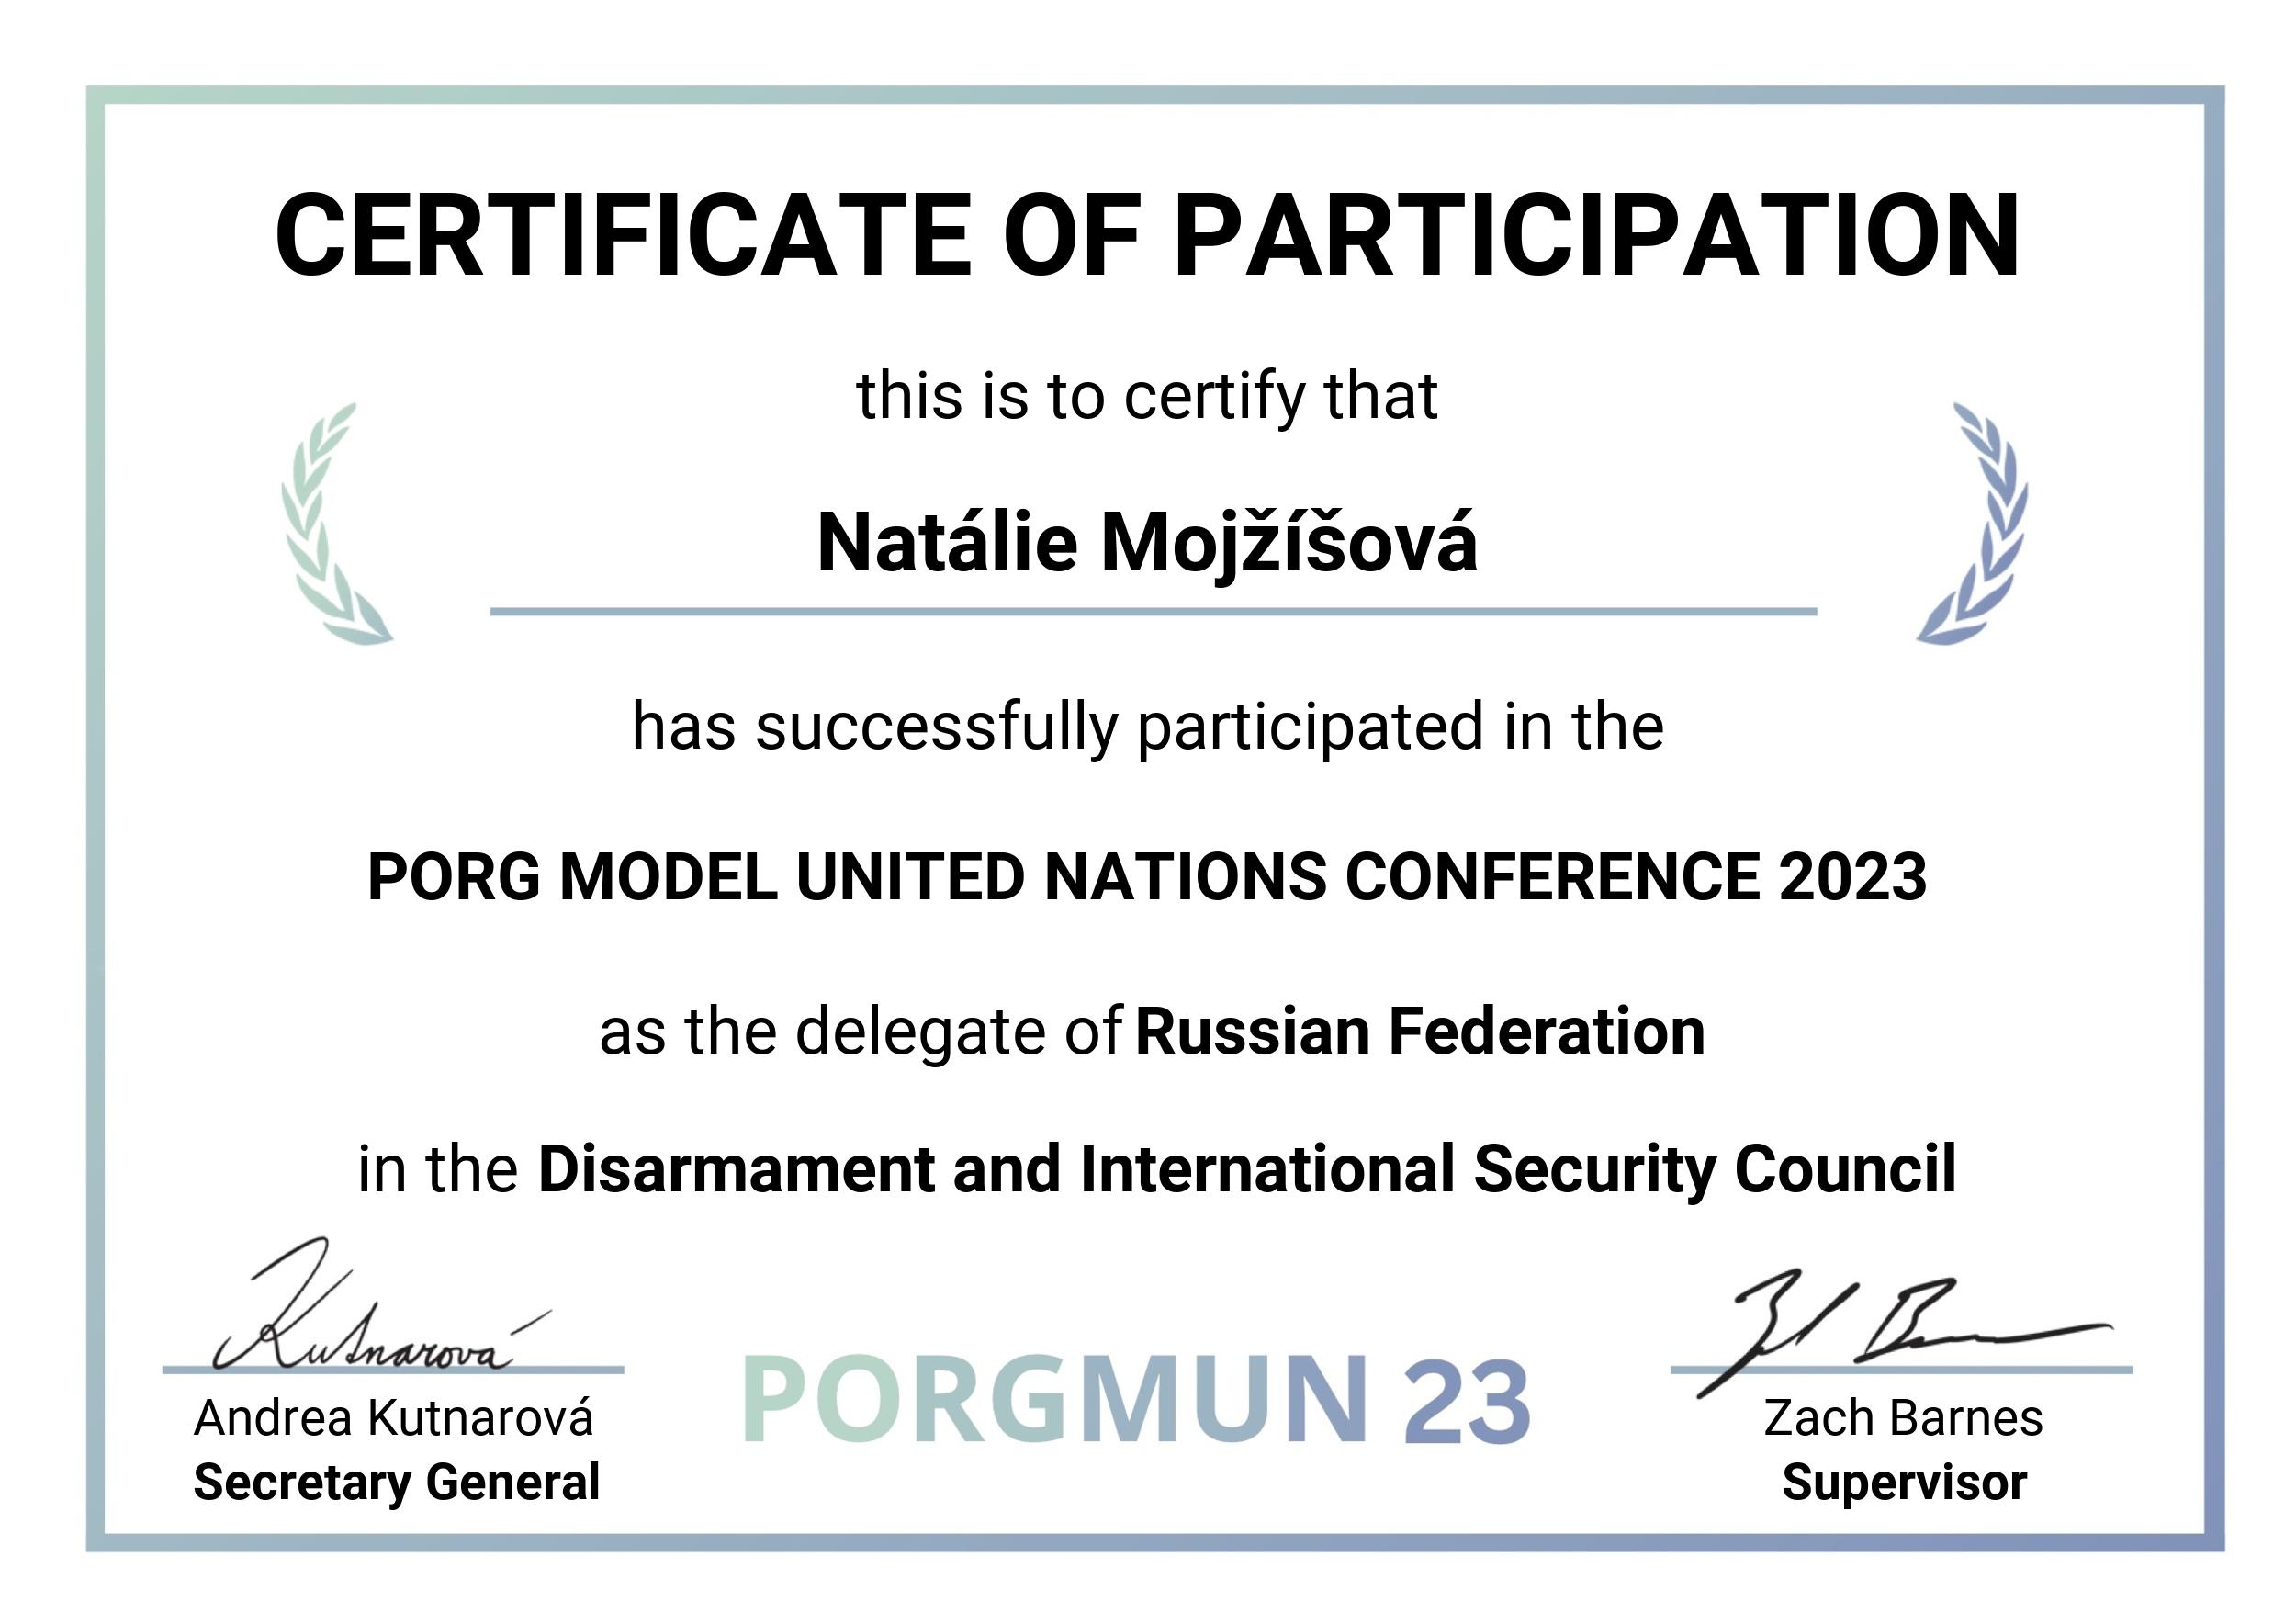 CERTIFICATE OF PARTICIPATION
this is to certify that
Natálie Mojžíšová
has successfully participated in the
PORG MODEL UNITED NATIONS CONFERENCE 2023
as the delegate of Russian Federation
in the Disarmament and International Security Council
Kutnarová
Andrea Kutnarová
Secretary General
PORGMUN 23
Zach Barnes
Supervisor